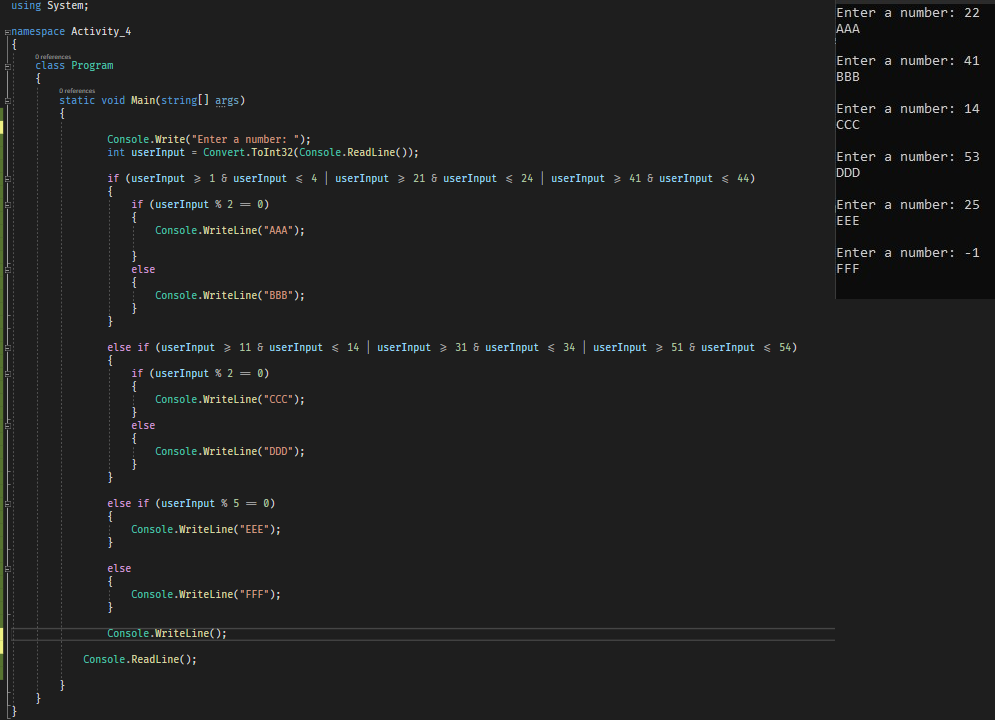 using System;
namespace Activity_4
{
0 references
class Program
{
0 references
static void Main(string[] args)
{
Console.Write("Enter a number: ");
int userInput = Convert.ToInt32(Console.ReadLine());
if (userInput ⩾ 1 & userInput ⩽ 4 | userInput ⩾ 21 & userInput ⩽ 24 | userInput ⩾ 41 & userInput ⩽ 44)
{
if (userInput % 2 == 0)
{
Console.WriteLine("AAA");
}
else
{
Console.WriteLine("BBB");
}
}
else if (userInput ⩾ 11 & userInput ⩽ 14 | userInput ⩾ 31 & userInput ⩽ 34 | userInput ⩾ 51 & userInput ⩽ 54)
{
if (userInput % 2 == 0)
{
Console.WriteLine("CCC");
}
else
{
Console.WriteLine("DDD");
}
}
else if (userInput % 5 == 0)
{
Console.WriteLine("EEE");
}
else
{
Console.WriteLine("FFF");
}
Console.WriteLine();
Console.ReadLine();
}
}
}
Enter a number: 22
AAA
Enter a number: 41
BBB
Enter a number: 14
CCC
Enter a number: 53
DDD
Enter a number: 25
EEE
Enter a number: -1
FFF